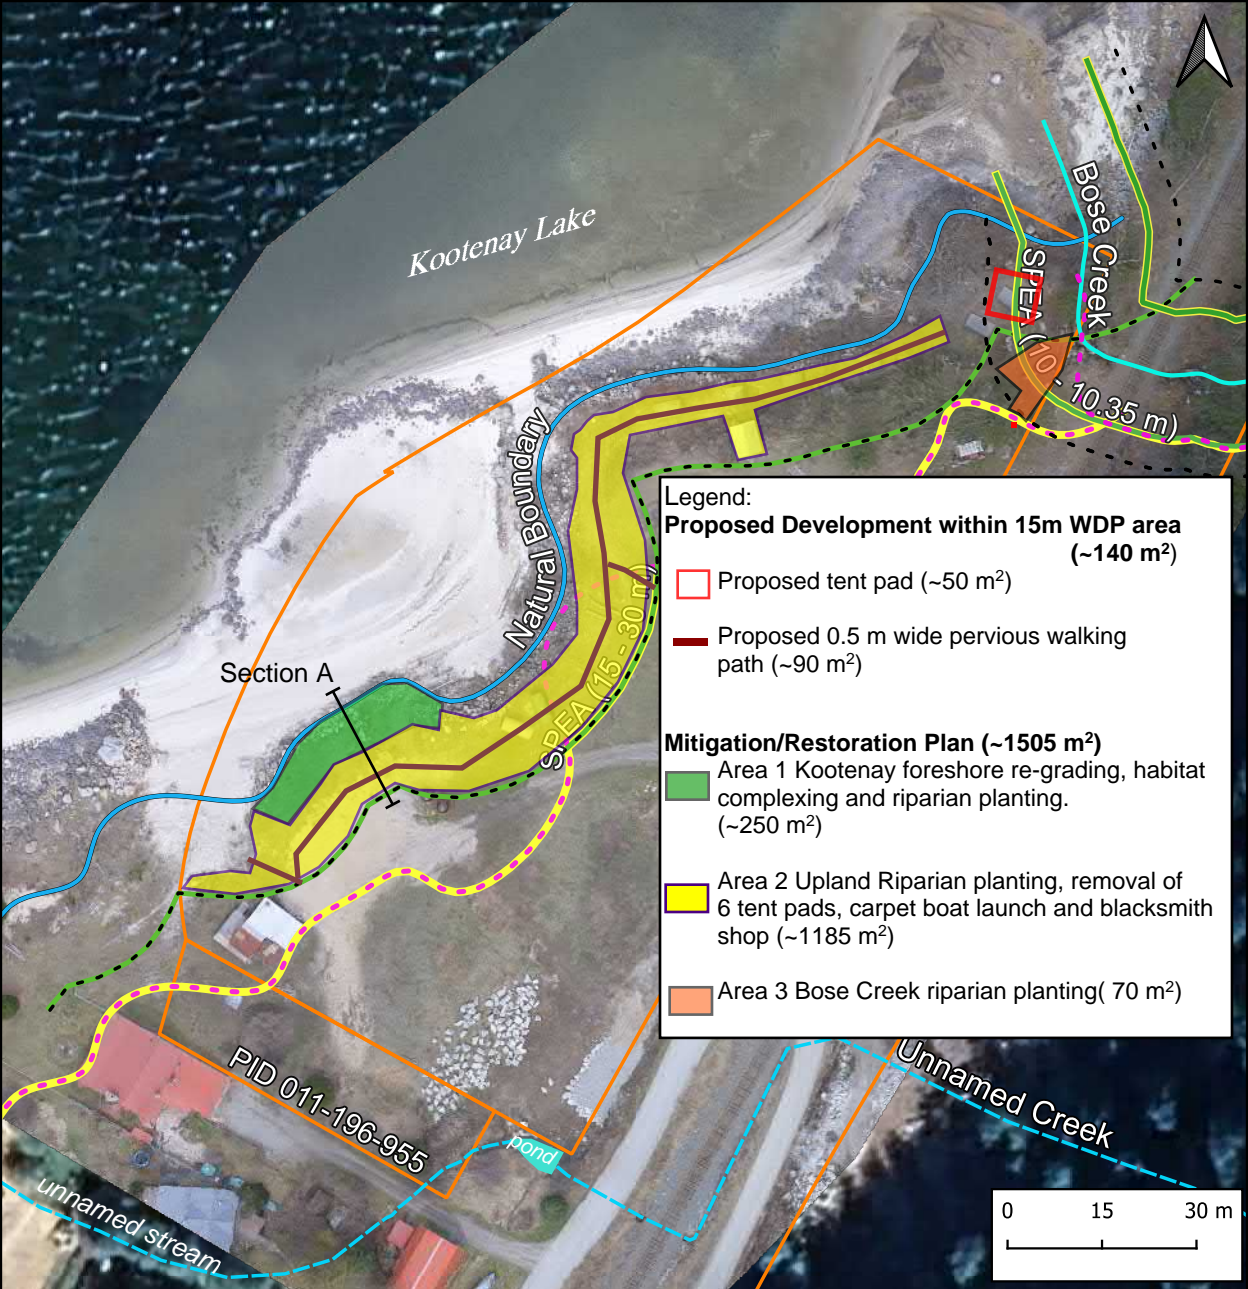 Kootenay Lake
Bose Creek
SPEA (10 - 10.35 m)
Natural Boundary
SPEA (15 - 30 m)
Section A
Legend:
Proposed Development within 15m WDP area
(~140 m²)
Proposed tent pad (~50 m²)
Proposed 0.5 m wide pervious walking
path (~90 m²)
Mitigation/Restoration Plan (~1505 m²)
Area 1 Kootenay foreshore re-grading, habitat
complexing and riparian planting.
(~250 m²)
Area 2 Upland Riparian planting, removal of
6 tent pads, carpet boat launch and blacksmith
shop (~1185 m²)
Area 3 Bose Creek riparian planting( 70 m²)
PID 011-196-955
Unnamed Creek
pond
unnamed stream
0 15 30 m